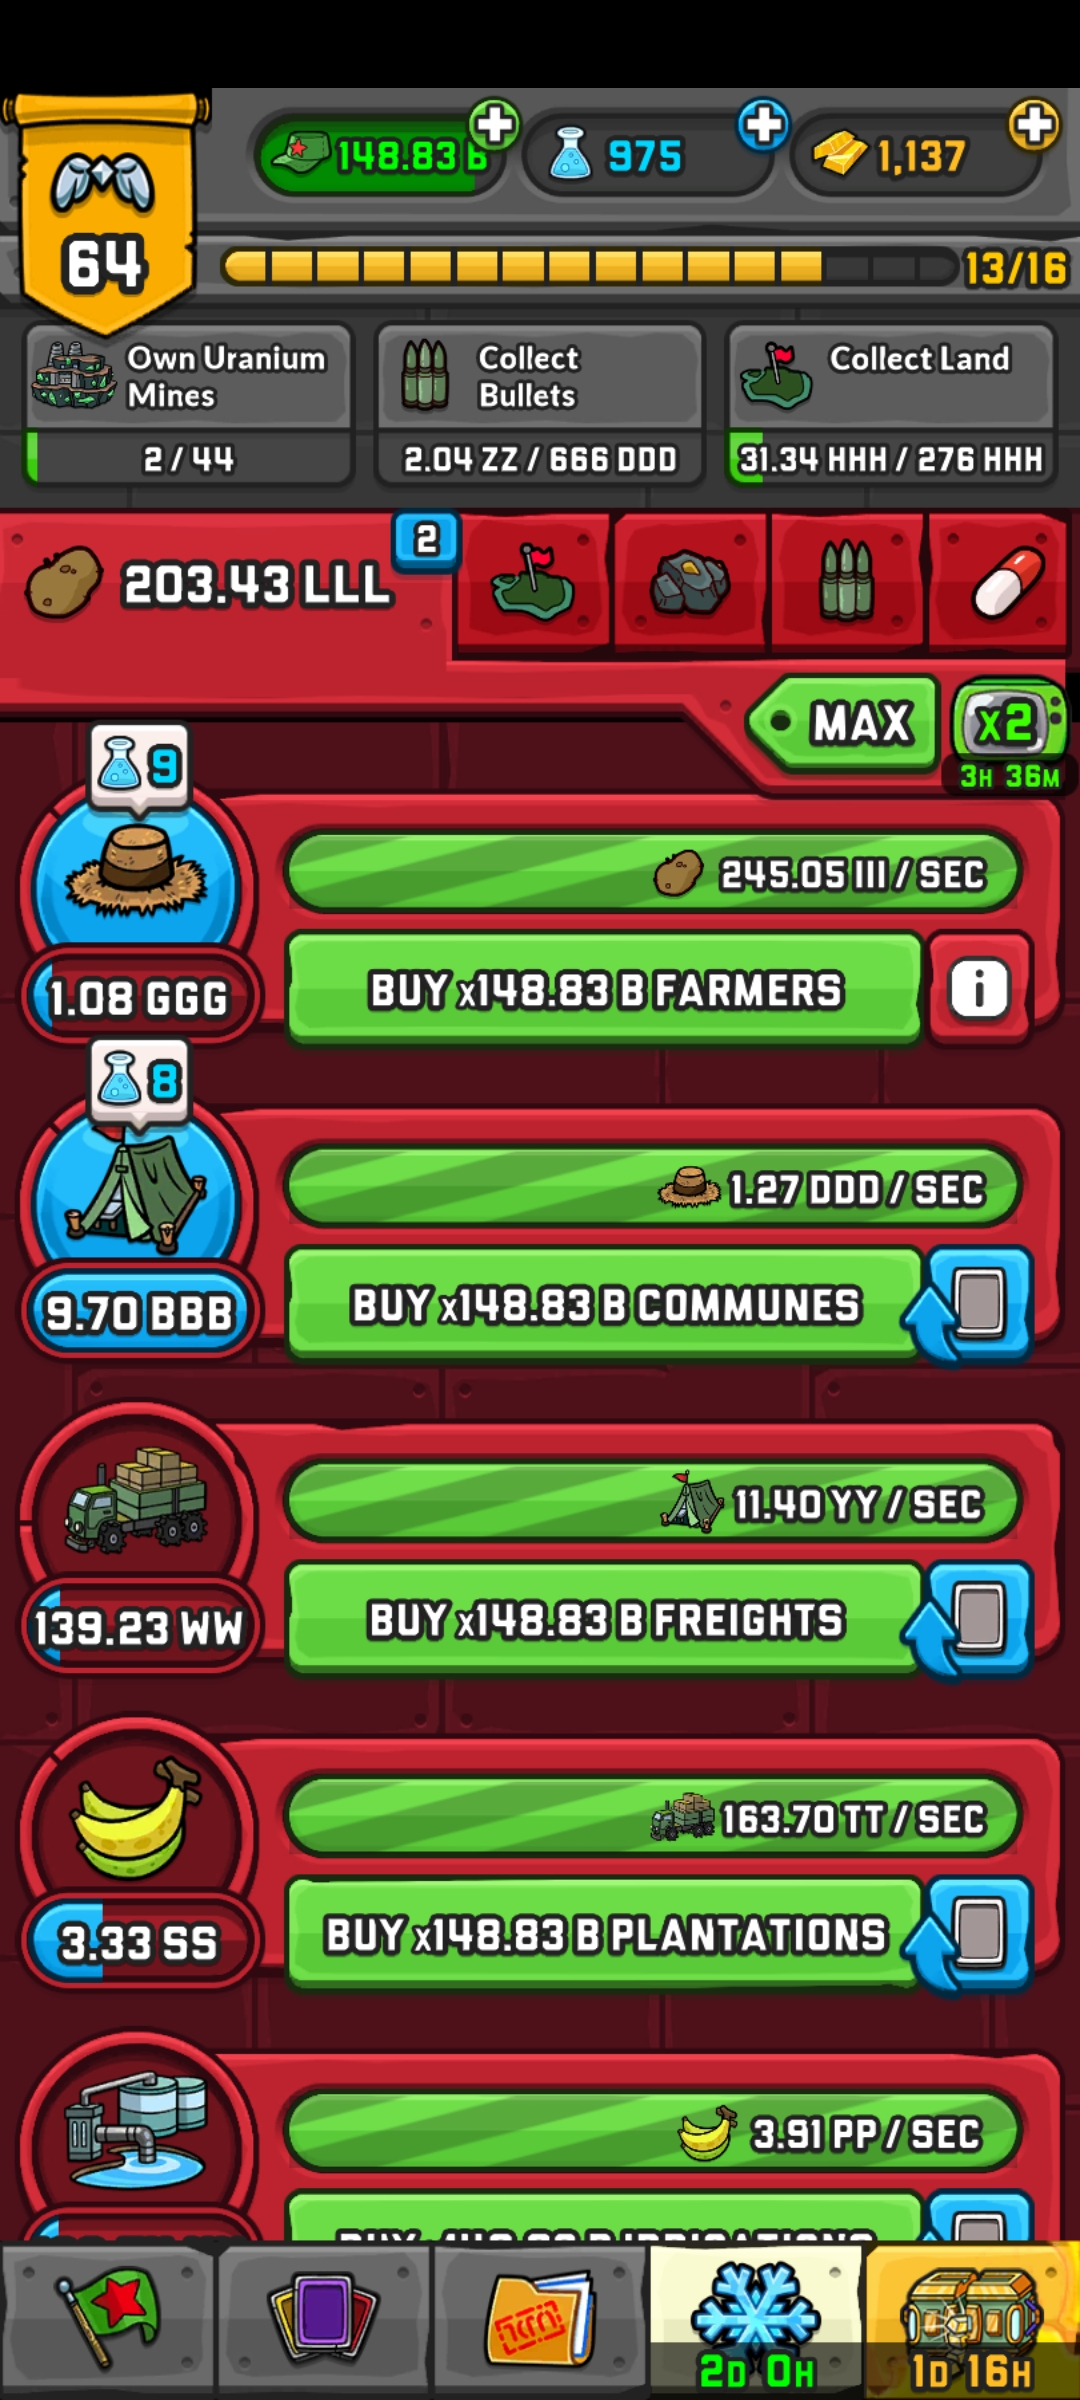 148.83 B
975
1,137
64
13/16
Own Uranium
Mines
2 / 44
Collect
Bullets
2.04 ZZ / 666 DDD
Collect Land
31.34 HHH / 276 HHH
203.43 LLL
2
MAX
x2
3H 36M
9
245.05 III / SEC
1.08 GGG
BUY x148.83 B FARMERS
i
8
1.27 DDD / SEC
9.70 BBB
BUY x148.83 B COMMUNES
11.40 YY / SEC
139.23 WW
BUY x148.83 B FREIGHTS
163.70 TT / SEC
3.33 SS
BUY x148.83 B PLANTATIONS
3.91 PP / SEC
2D 0H
1D 16H